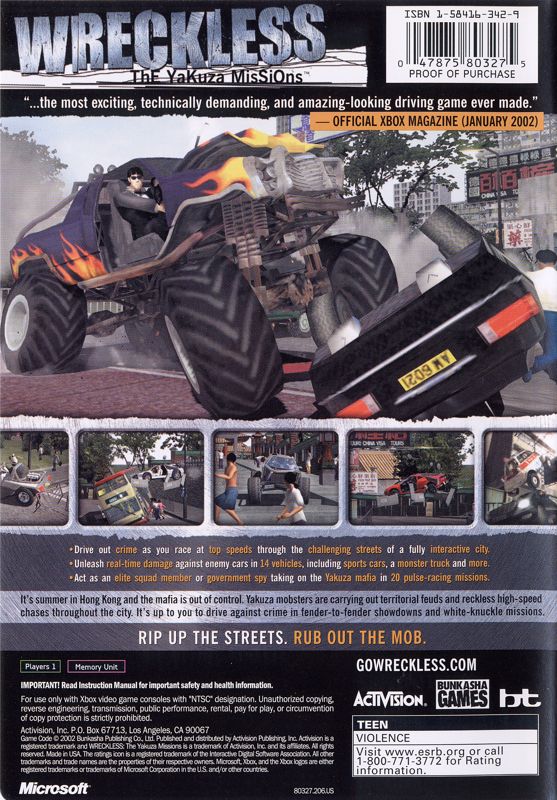 WRECKLESS
ThE YaKuza MisSiOns™
ISBN 1-58416-342-9
0 47875 80327 5
PROOF OF PURCHASE
"...the most exciting, technically demanding, and amazing-looking driving game ever made."
— OFFICIAL XBOX MAGAZINE (JANUARY 2002)
CHINA VISA TOURS
AM 6021
•Drive out crime as you race at top speeds through the challenging streets of a fully interactive city.
•Unleash real-time damage against enemy cars in 14 vehicles, including sports cars, a monster truck and more.
•Act as an elite squad member or government spy taking on the Yakuza mafia in 20 pulse-racing missions.
It's summer in Hong Kong and the mafia is out of control. Yakuza mobsters are carrying out territorial feuds and reckless high-speed
chases throughout the city. It's up to you to drive against crime in fender-to-fender showdowns and white-knuckle missions.
RIP UP THE STREETS. RUB OUT THE MOB.
Players 1
Memory Unit
GOWRECKLESS.COM
IMPORTANT! Read Instruction Manual for important safety and health information.
For use only with Xbox video game consoles with "NTSC" designation. Unauthorized copying,
reverse engineering, transmission, public performance, rental, pay for play, or circumvention
of copy protection is strictly prohibited.
Activision, Inc. P.O. Box 67713, Los Angeles, CA 90067
Game Code © 2002 Bunkasha Publishing Co., Ltd. Published and distributed by Activision Publishing, Inc. Activision is a
registered trademark and WRECKLESS: The Yakuza Missions is a trademark of Activision, Inc. and its affiliates. All rights
reserved. Made in USA. The ratings icon is a registered trademark of the Interactive Digital Software Association. All other
trademarks and trade names are the properties of their respective owners. Microsoft, Xbox, and the Xbox logos are either
registered trademarks or trademarks of Microsoft Corporation in the U.S. and/or other countries.
ACTIVISION.
BUNKASHA
GAMES
TEEN
VIOLENCE
Visit www.esrb.org or call
1-800-771-3772 for Rating
Information.
Microsoft
80327.206.US